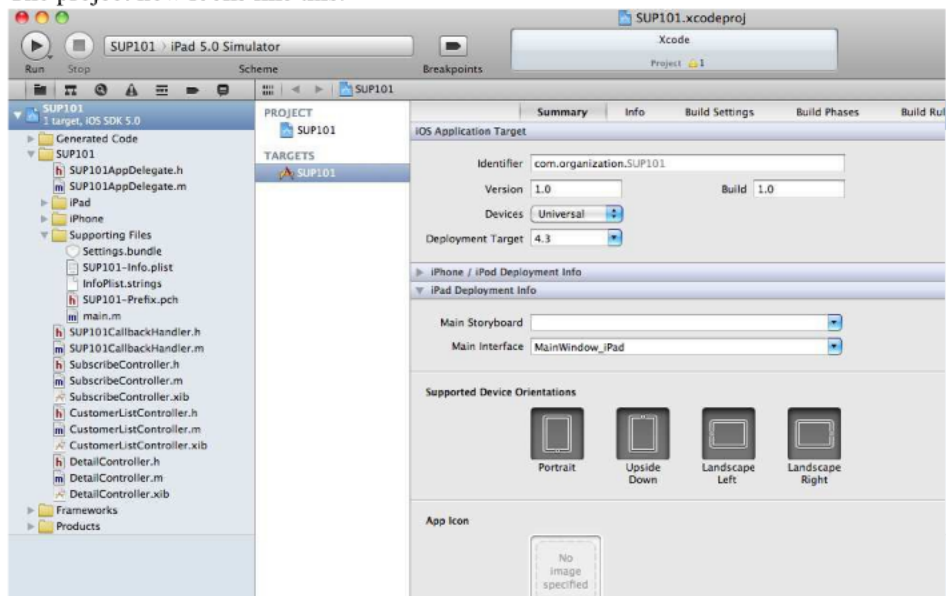 SUP101.xcodeproj
SUP101 iPad 5.0 Simulator
Xcode
Project 1
Run Stop Scheme Breakpoints
SUP101
SUP101
1 target, iOS SDK 5.0
Generated Code
SUP101
h SUP101AppDelegate.h
m SUP101AppDelegate.m
iPad
iPhone
Supporting Files
Settings.bundle
SUP101-Info.plist
InfoPlist.strings
h SUP101-Prefix.pch
m main.m
h SUP101CallbackHandler.h
m SUP101CallbackHandler.m
h SubscribeController.h
m SubscribeController.m
SubscribeController.xib
h CustomerListController.h
m CustomerListController.m
CustomerListController.xib
h DetailController.h
m DetailController.m
DetailController.xib
Frameworks
Products
PROJECT
SUP101
TARGETS
SUP101
Summary Info Build Settings Build Phases Build Rul
iOS Application Target
Identifier com.organization.SUP101
Version 1.0 Build 1.0
Devices Universal
Deployment Target 4.3
iPhone / iPod Deployment Info
iPad Deployment Info
Main Storyboard
Main Interface MainWindow_iPad
Supported Device Orientations
Portrait
Upside
Down
Landscape
Left
Landscape
Right
App Icon
No
image
specified